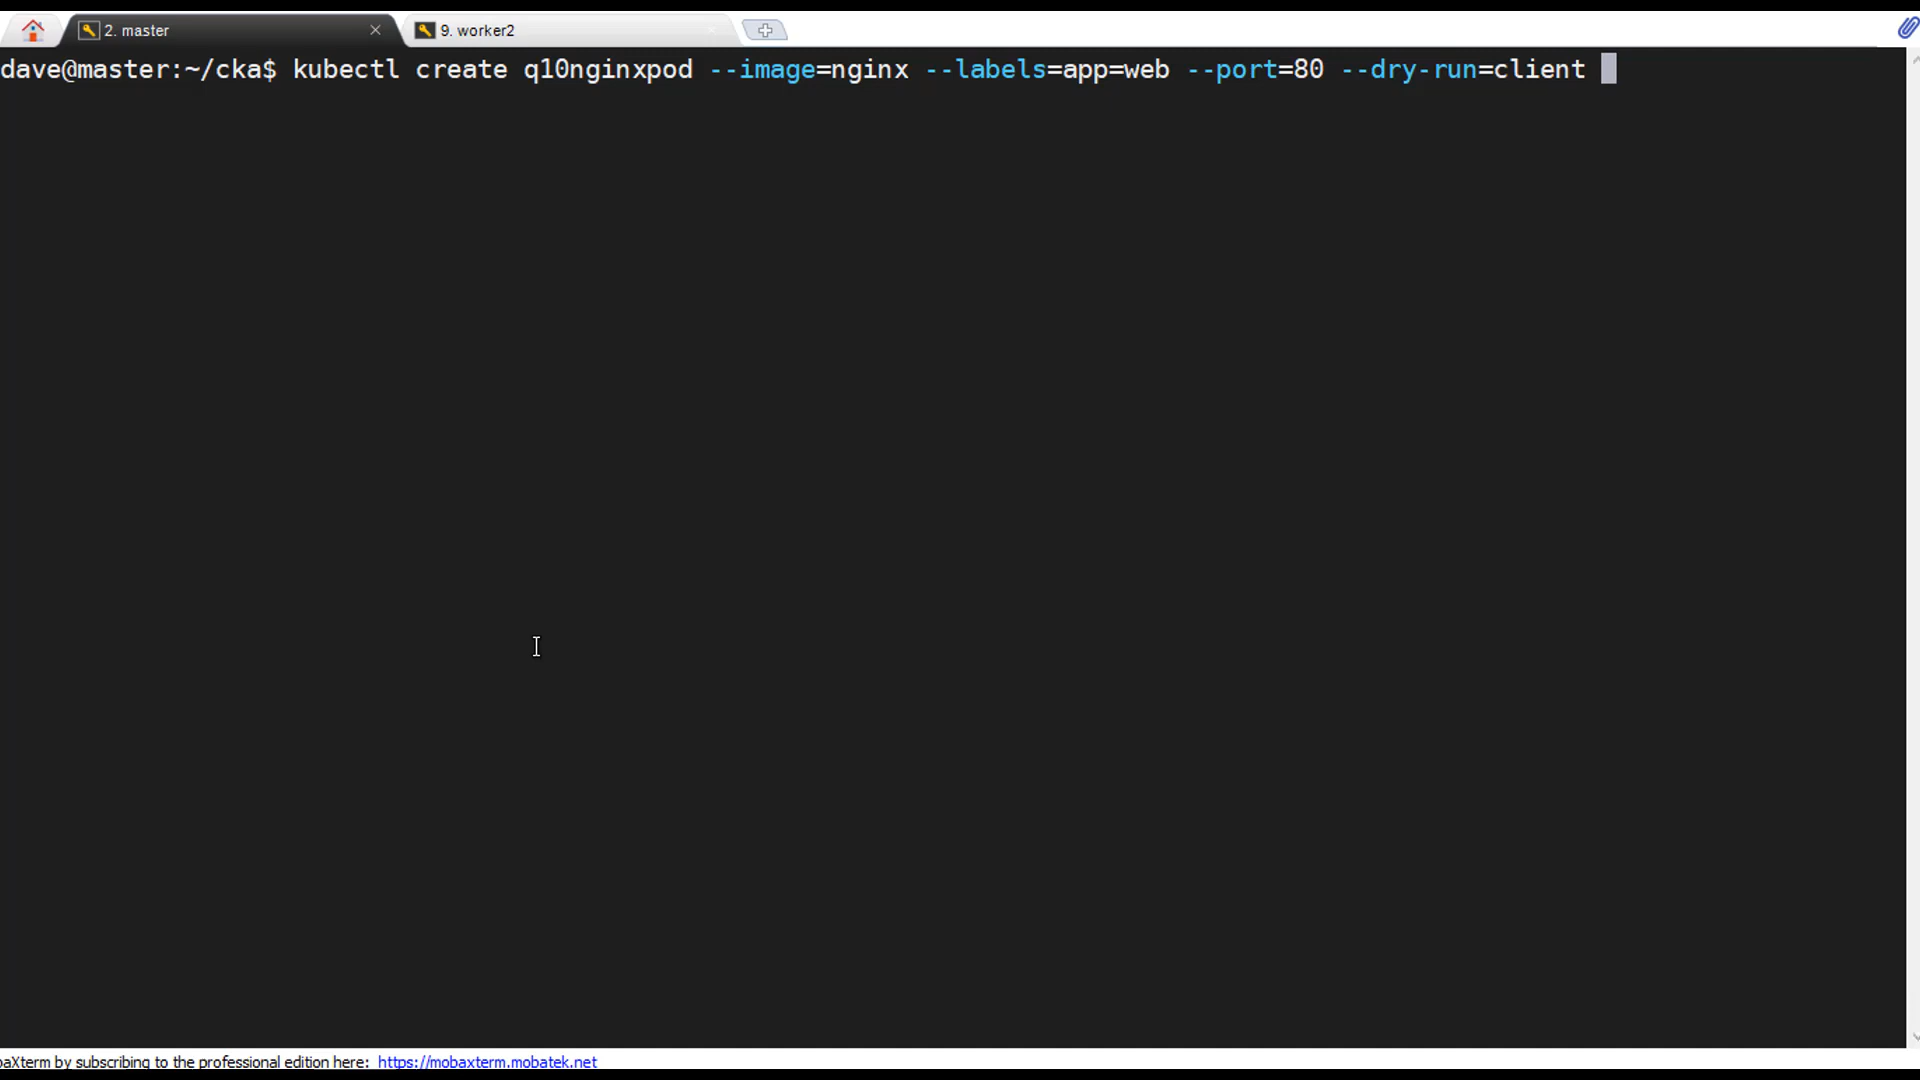 2. master
9. worker2
dave@master:~/cka$ kubectl create q10nginxpod --image=nginx --labels=app=web --port=80 --dry-run=client
baXterm by subscribing to the professional edition here: https://mobaxterm.mobatek.net